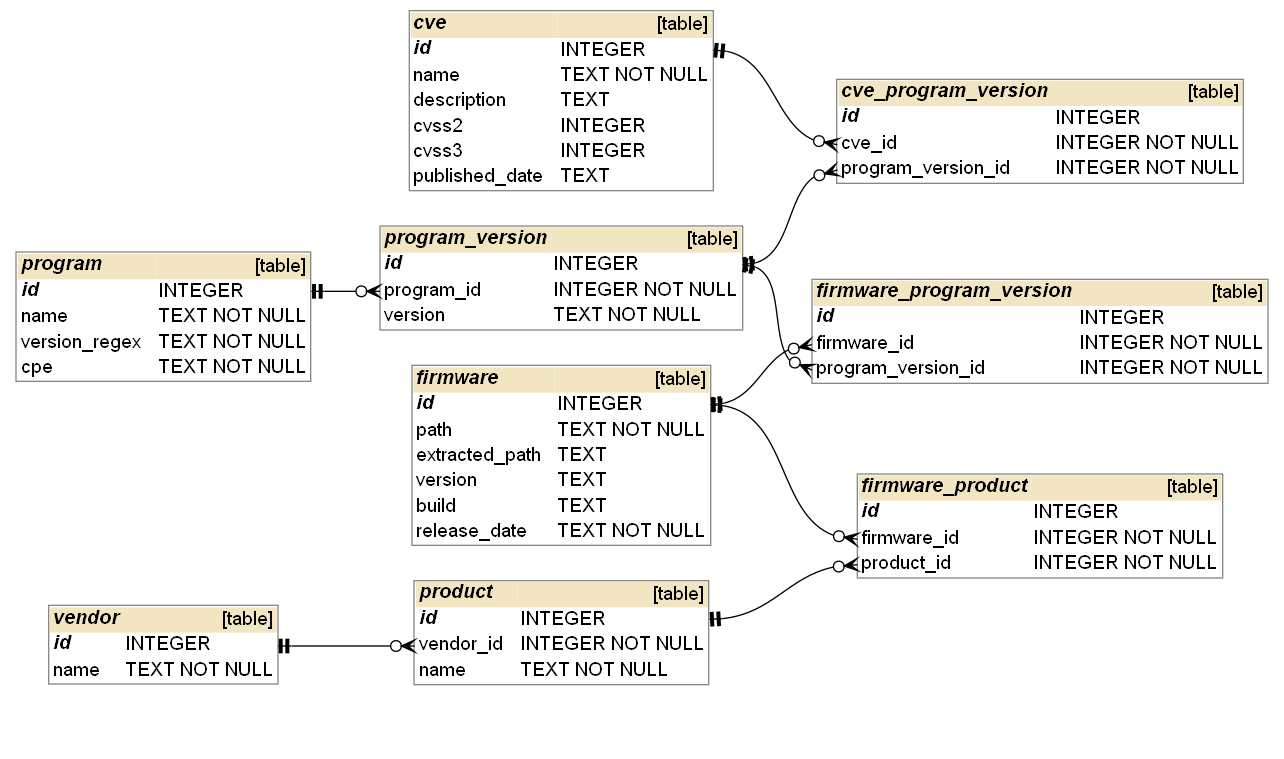 cve [table]
id INTEGER
name TEXT NOT NULL
description TEXT
cvss2 INTEGER
cvss3 INTEGER
published_date TEXT
cve_program_version [table]
id INTEGER
cve_id INTEGER NOT NULL
program_version_id INTEGER NOT NULL
program [table]
id INTEGER
name TEXT NOT NULL
version_regex TEXT NOT NULL
cpe TEXT NOT NULL
program_version [table]
id INTEGER
program_id INTEGER NOT NULL
version TEXT NOT NULL
firmware_program_version [table]
id INTEGER
firmware_id INTEGER NOT NULL
program_version_id INTEGER NOT NULL
firmware [table]
id INTEGER
path TEXT NOT NULL
extracted_path TEXT
version TEXT
build TEXT
release_date TEXT NOT NULL
firmware_product [table]
id INTEGER
firmware_id INTEGER NOT NULL
product_id INTEGER NOT NULL
vendor [table]
id INTEGER
name TEXT NOT NULL
product [table]
id INTEGER
vendor_id INTEGER NOT NULL
name TEXT NOT NULL